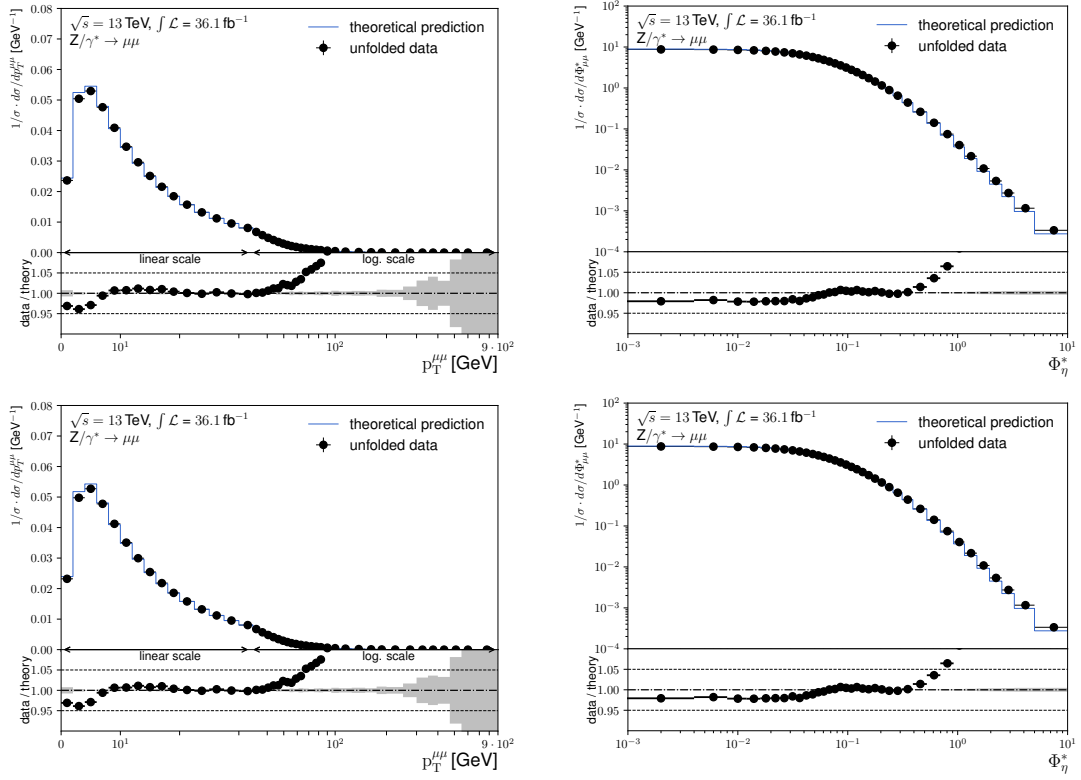 √s = 13 TeV, ∫ L = 36.1 fb⁻¹
Z/γ* → μμ
theoretical prediction
unfolded data
1/σ · dσ/dp_T^μμ [GeV⁻¹]
0.08
0.07
0.06
0.05
0.04
0.03
0.02
0.01
0.00
linear scale
log. scale
data / theory
1.05
1.00
0.95
0 10¹ 10² 9 · 10²
p_T^μμ [GeV]
√s = 13 TeV, ∫ L = 36.1 fb⁻¹
Z/γ* → μμ
theoretical prediction
unfolded data
1/σ · dσ/dΦ*_μμ [GeV⁻¹]
10³
10²
10¹
10⁰
10⁻¹
10⁻²
10⁻³
10⁻⁴
data / theory
1.05
1.00
0.95
10⁻³ 10⁻² 10⁻¹ 10⁰ 10¹
Φ*_η
√s = 13 TeV, ∫ L = 36.1 fb⁻¹
Z/γ* → μμ
theoretical prediction
unfolded data
1/σ · dσ/dp_T^μμ [GeV⁻¹]
0.08
0.07
0.06
0.05
0.04
0.03
0.02
0.01
0.00
linear scale
log. scale
data / theory
1.05
1.00
0.95
0 10¹ 10² 9 · 10²
p_T^μμ [GeV]
√s = 13 TeV, ∫ L = 36.1 fb⁻¹
Z/γ* → μμ
theoretical prediction
unfolded data
1/σ · dσ/dΦ*_μμ [GeV⁻¹]
10³
10²
10¹
10⁰
10⁻¹
10⁻²
10⁻³
10⁻⁴
data / theory
1.05
1.00
0.95
10⁻³ 10⁻² 10⁻¹ 10⁰ 10¹
Φ*_η